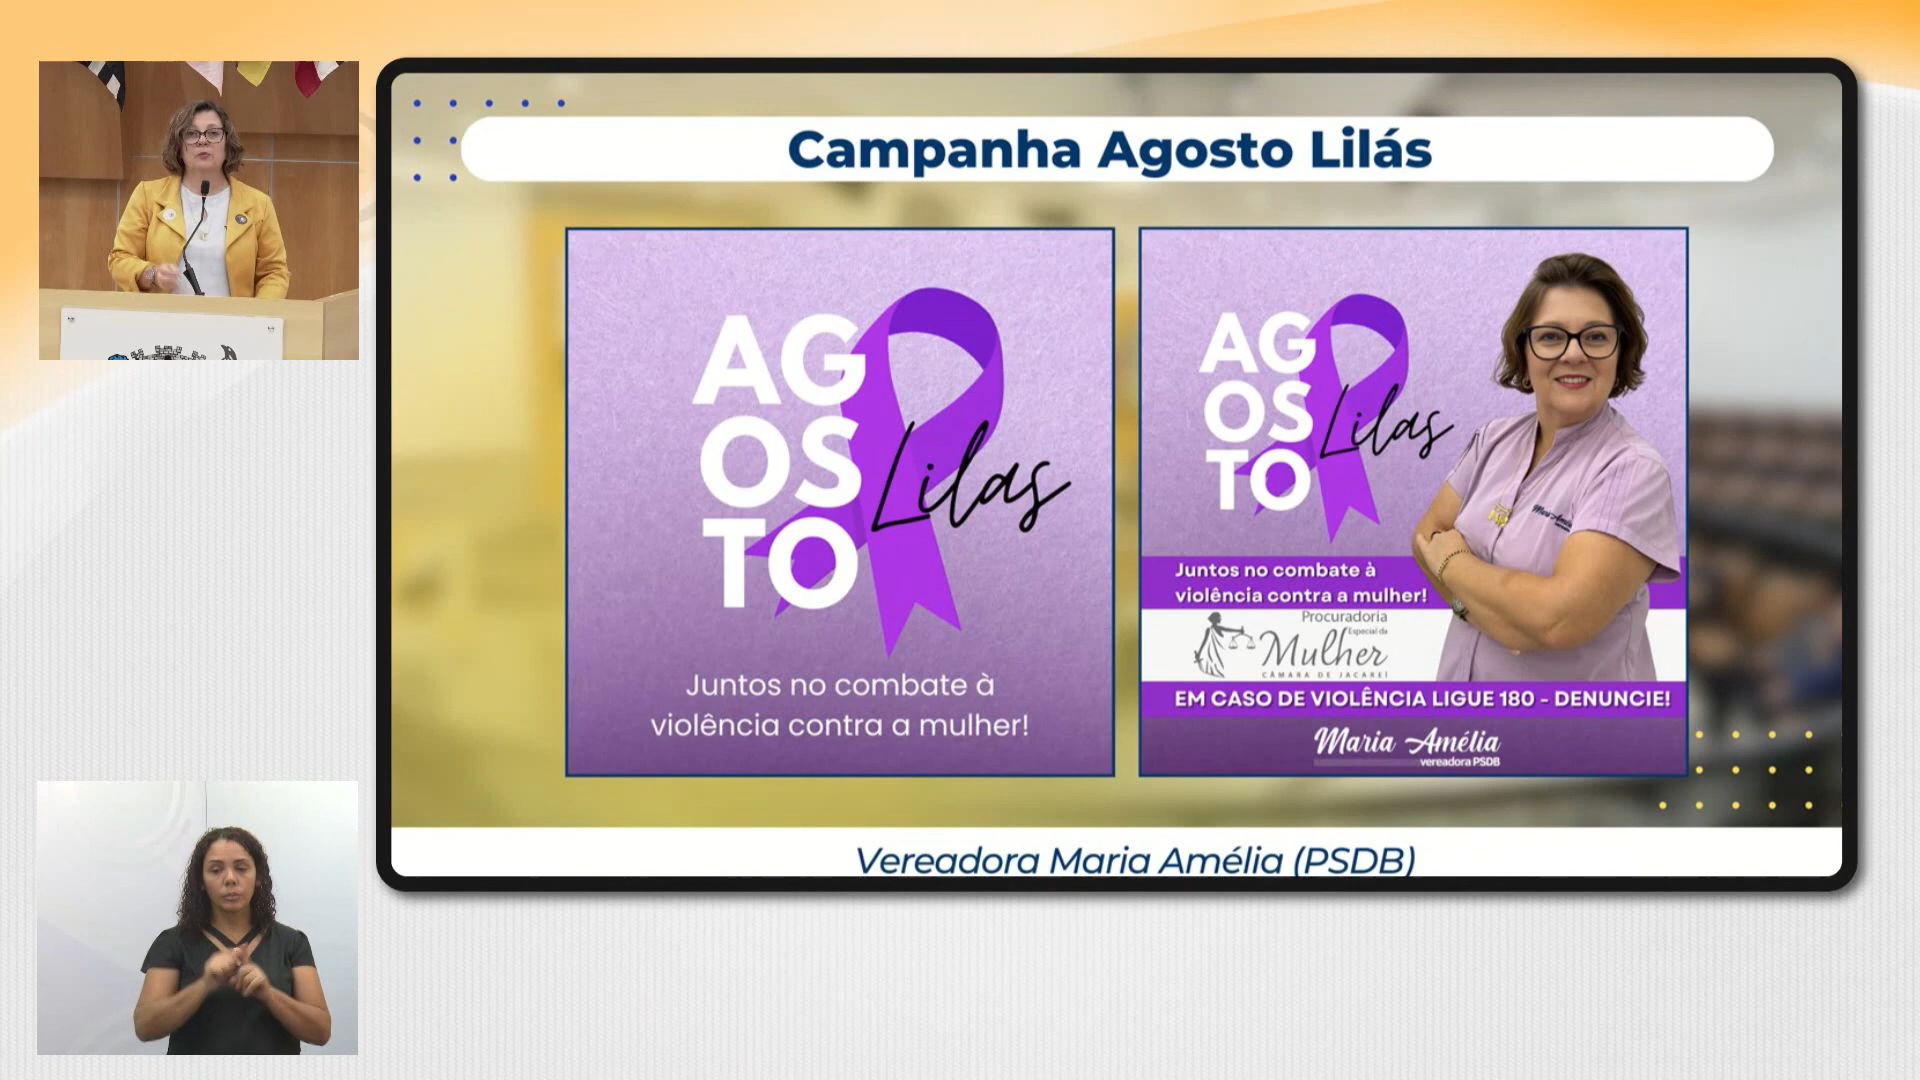 Campanha Agosto Lilás
AG
OS
TO
Lilas
Juntos no combate à
violência contra a mulher!
AG
OS
TO
Lilas
Maria Amélia
Juntos no combate à
violência contra a mulher!
Procuradoria
Especial da
Mulher
CÂMARA DE JACAREÍ
EM CASO DE VIOLÊNCIA LIGUE 180 - DENUNCIE!
Maria Amélia
vereadora PSDB
Vereadora Maria Amélia (PSDB)